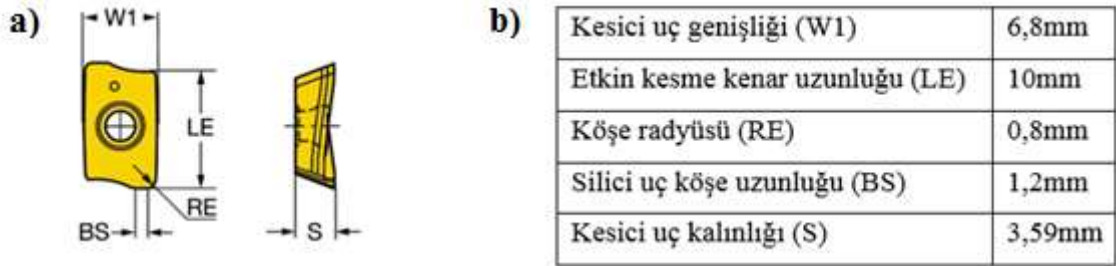 a)
W1
LE
RE
BS
S
b)
Kesici uç genişliği (W1) 6,8mm
Etkin kesme kenar uzunluğu (LE) 10mm
Köşe radyüsü (RE) 0,8mm
Silici uç köşe uzunluğu (BS) 1,2mm
Kesici uç kalınlığı (S) 3,59mm